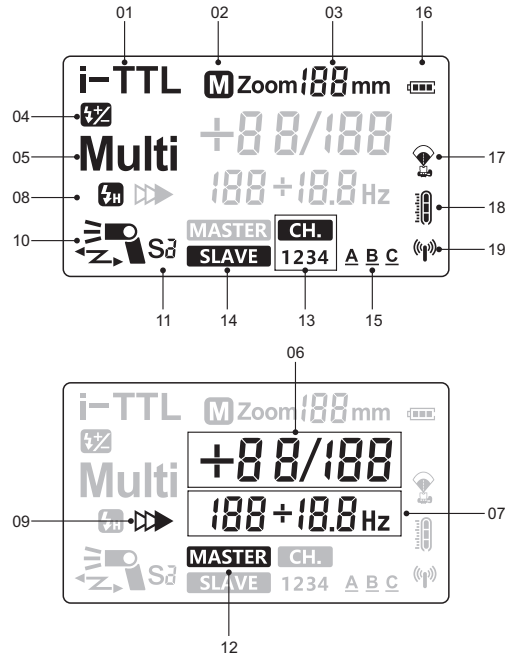 01 02 03 16
i-TTL M Zoom 188 mm
04
+88/188
05 Multi
17
08 H 188÷18.8 Hz
18
10 MASTER CH.
19
Sa SLAVE 1234 A B C
11 14 13 15
06
i-TTL M Zoom 188 mm
+88/188
Multi
09 H 188÷18.8 Hz 07
MASTER CH.
Sa SLAVE 1234 A B C
12